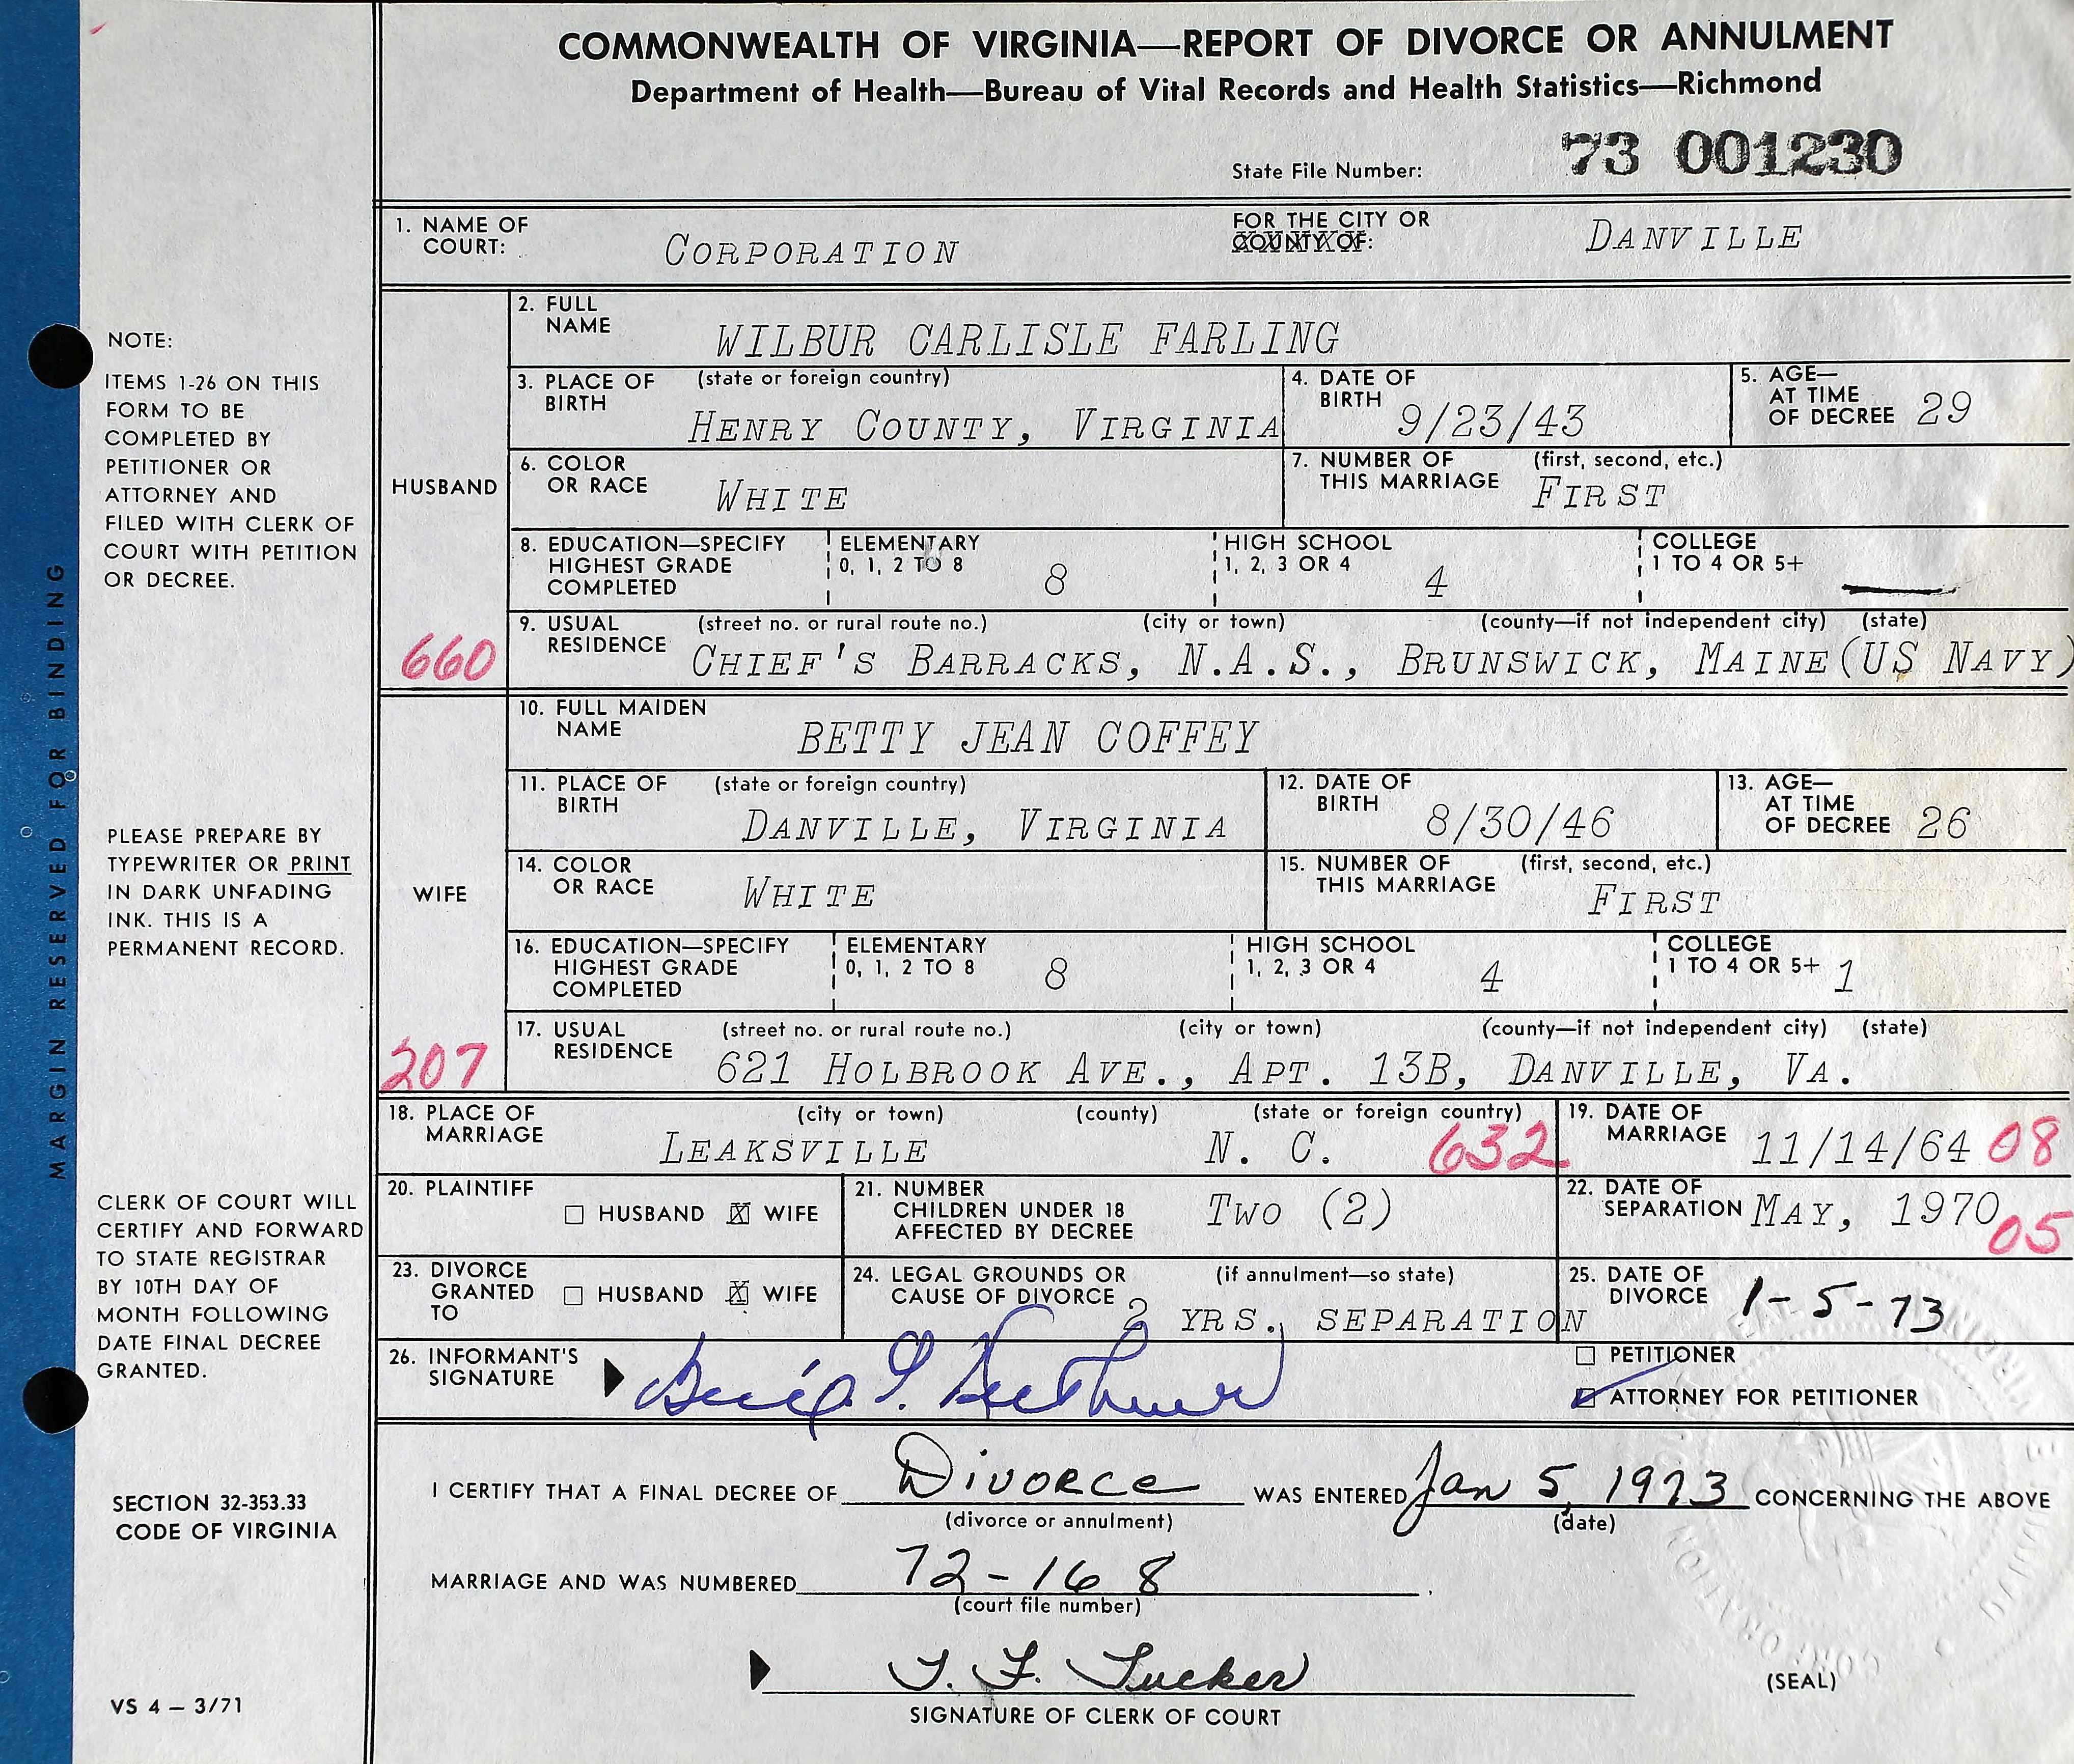 COMMONWEALTH OF VIRGINIA—REPORT OF DIVORCE OR ANNULMENT
Department of Health—Bureau of Vital Records and Health Statistics—Richmond
State File Number: 73 001230
1. NAME OF COURT: CORPORATION FOR THE CITY OR COUNTY OF: DANVILLE
HUSBAND
660
2. FULL NAME WILBUR CARLISLE FARLING
3. PLACE OF BIRTH (state or foreign country) HENRY COUNTY, VIRGINIA
4. DATE OF BIRTH 9/23/43
5. AGE—AT TIME OF DECREE 29
6. COLOR OR RACE WHITE
7. NUMBER OF THIS MARRIAGE (first, second, etc.) FIRST
8. EDUCATION—SPECIFY HIGHEST GRADE COMPLETED ELEMENTARY 0, 1, 2 TO 8 8 HIGH SCHOOL 1, 2, 3 OR 4 4 COLLEGE 1 TO 4 OR 5+ —
9. USUAL RESIDENCE (street no. or rural route no.) (city or town) (county—if not independent city) (state)
CHIEF'S BARRACKS, N.A.S., BRUNSWICK, MAINE (US NAVY)
WIFE
207
10. FULL MAIDEN NAME BETTY JEAN COFFEY
11. PLACE OF BIRTH (state or foreign country) DANVILLE, VIRGINIA
12. DATE OF BIRTH 8/30/46
13. AGE—AT TIME OF DECREE 26
14. COLOR OR RACE WHITE
15. NUMBER OF THIS MARRIAGE (first, second, etc.) FIRST
16. EDUCATION—SPECIFY HIGHEST GRADE COMPLETED ELEMENTARY 0, 1, 2 TO 8 8 HIGH SCHOOL 1, 2, 3 OR 4 4 COLLEGE 1 TO 4 OR 5+ 1
17. USUAL RESIDENCE (street no. or rural route no.) (city or town) (county—if not independent city) (state)
621 HOLBROOK AVE., APT. 13B, DANVILLE, VA.
18. PLACE OF MARRIAGE (city or town) (county) (state or foreign country)
LEAKSVILLE N. C. 632
19. DATE OF MARRIAGE 11/14/64 08
20. PLAINTIFF ☐ HUSBAND ☒ WIFE
21. NUMBER CHILDREN UNDER 18 AFFECTED BY DECREE TWO (2)
22. DATE OF SEPARATION MAY, 1970 05
23. DIVORCE GRANTED TO ☐ HUSBAND ☒ WIFE
24. LEGAL GROUNDS OR CAUSE OF DIVORCE (if annulment—so state) 2 YRS. SEPARATION
25. DATE OF DIVORCE 1-5-73
26. INFORMANT'S SIGNATURE
☐ PETITIONER
☑ ATTORNEY FOR PETITIONER
I CERTIFY THAT A FINAL DECREE OF Divorce WAS ENTERED Jan 5, 1973 CONCERNING THE ABOVE
(divorce or annulment) (date)
MARRIAGE AND WAS NUMBERED 72-168.
(court file number)
T. F. Tucker
SIGNATURE OF CLERK OF COURT
(SEAL)
MARGIN RESERVED FOR BINDING
NOTE:
ITEMS 1-26 ON THIS
FORM TO BE
COMPLETED BY
PETITIONER OR
ATTORNEY AND
FILED WITH CLERK OF
COURT WITH PETITION
OR DECREE.
PLEASE PREPARE BY
TYPEWRITER OR PRINT
IN DARK UNFADING
INK. THIS IS A
PERMANENT RECORD.
CLERK OF COURT WILL
CERTIFY AND FORWARD
TO STATE REGISTRAR
BY 10TH DAY OF
MONTH FOLLOWING
DATE FINAL DECREE
GRANTED.
SECTION 32-353.33
CODE OF VIRGINIA
VS 4 – 3/71